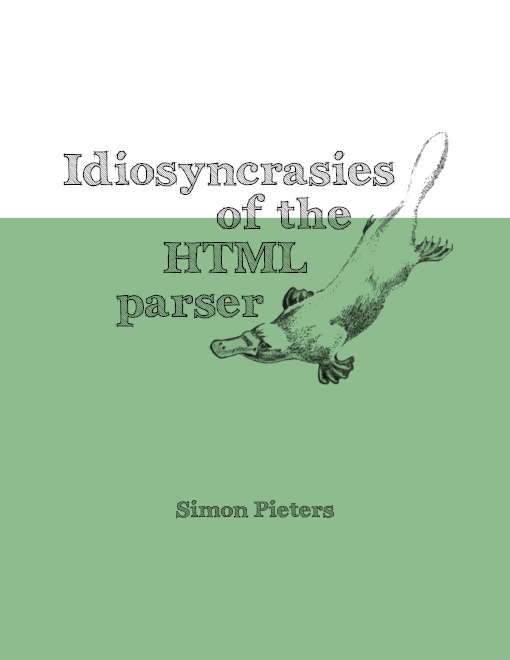 Idiosyncrasies
of the
HTML
parser
Simon Pieters